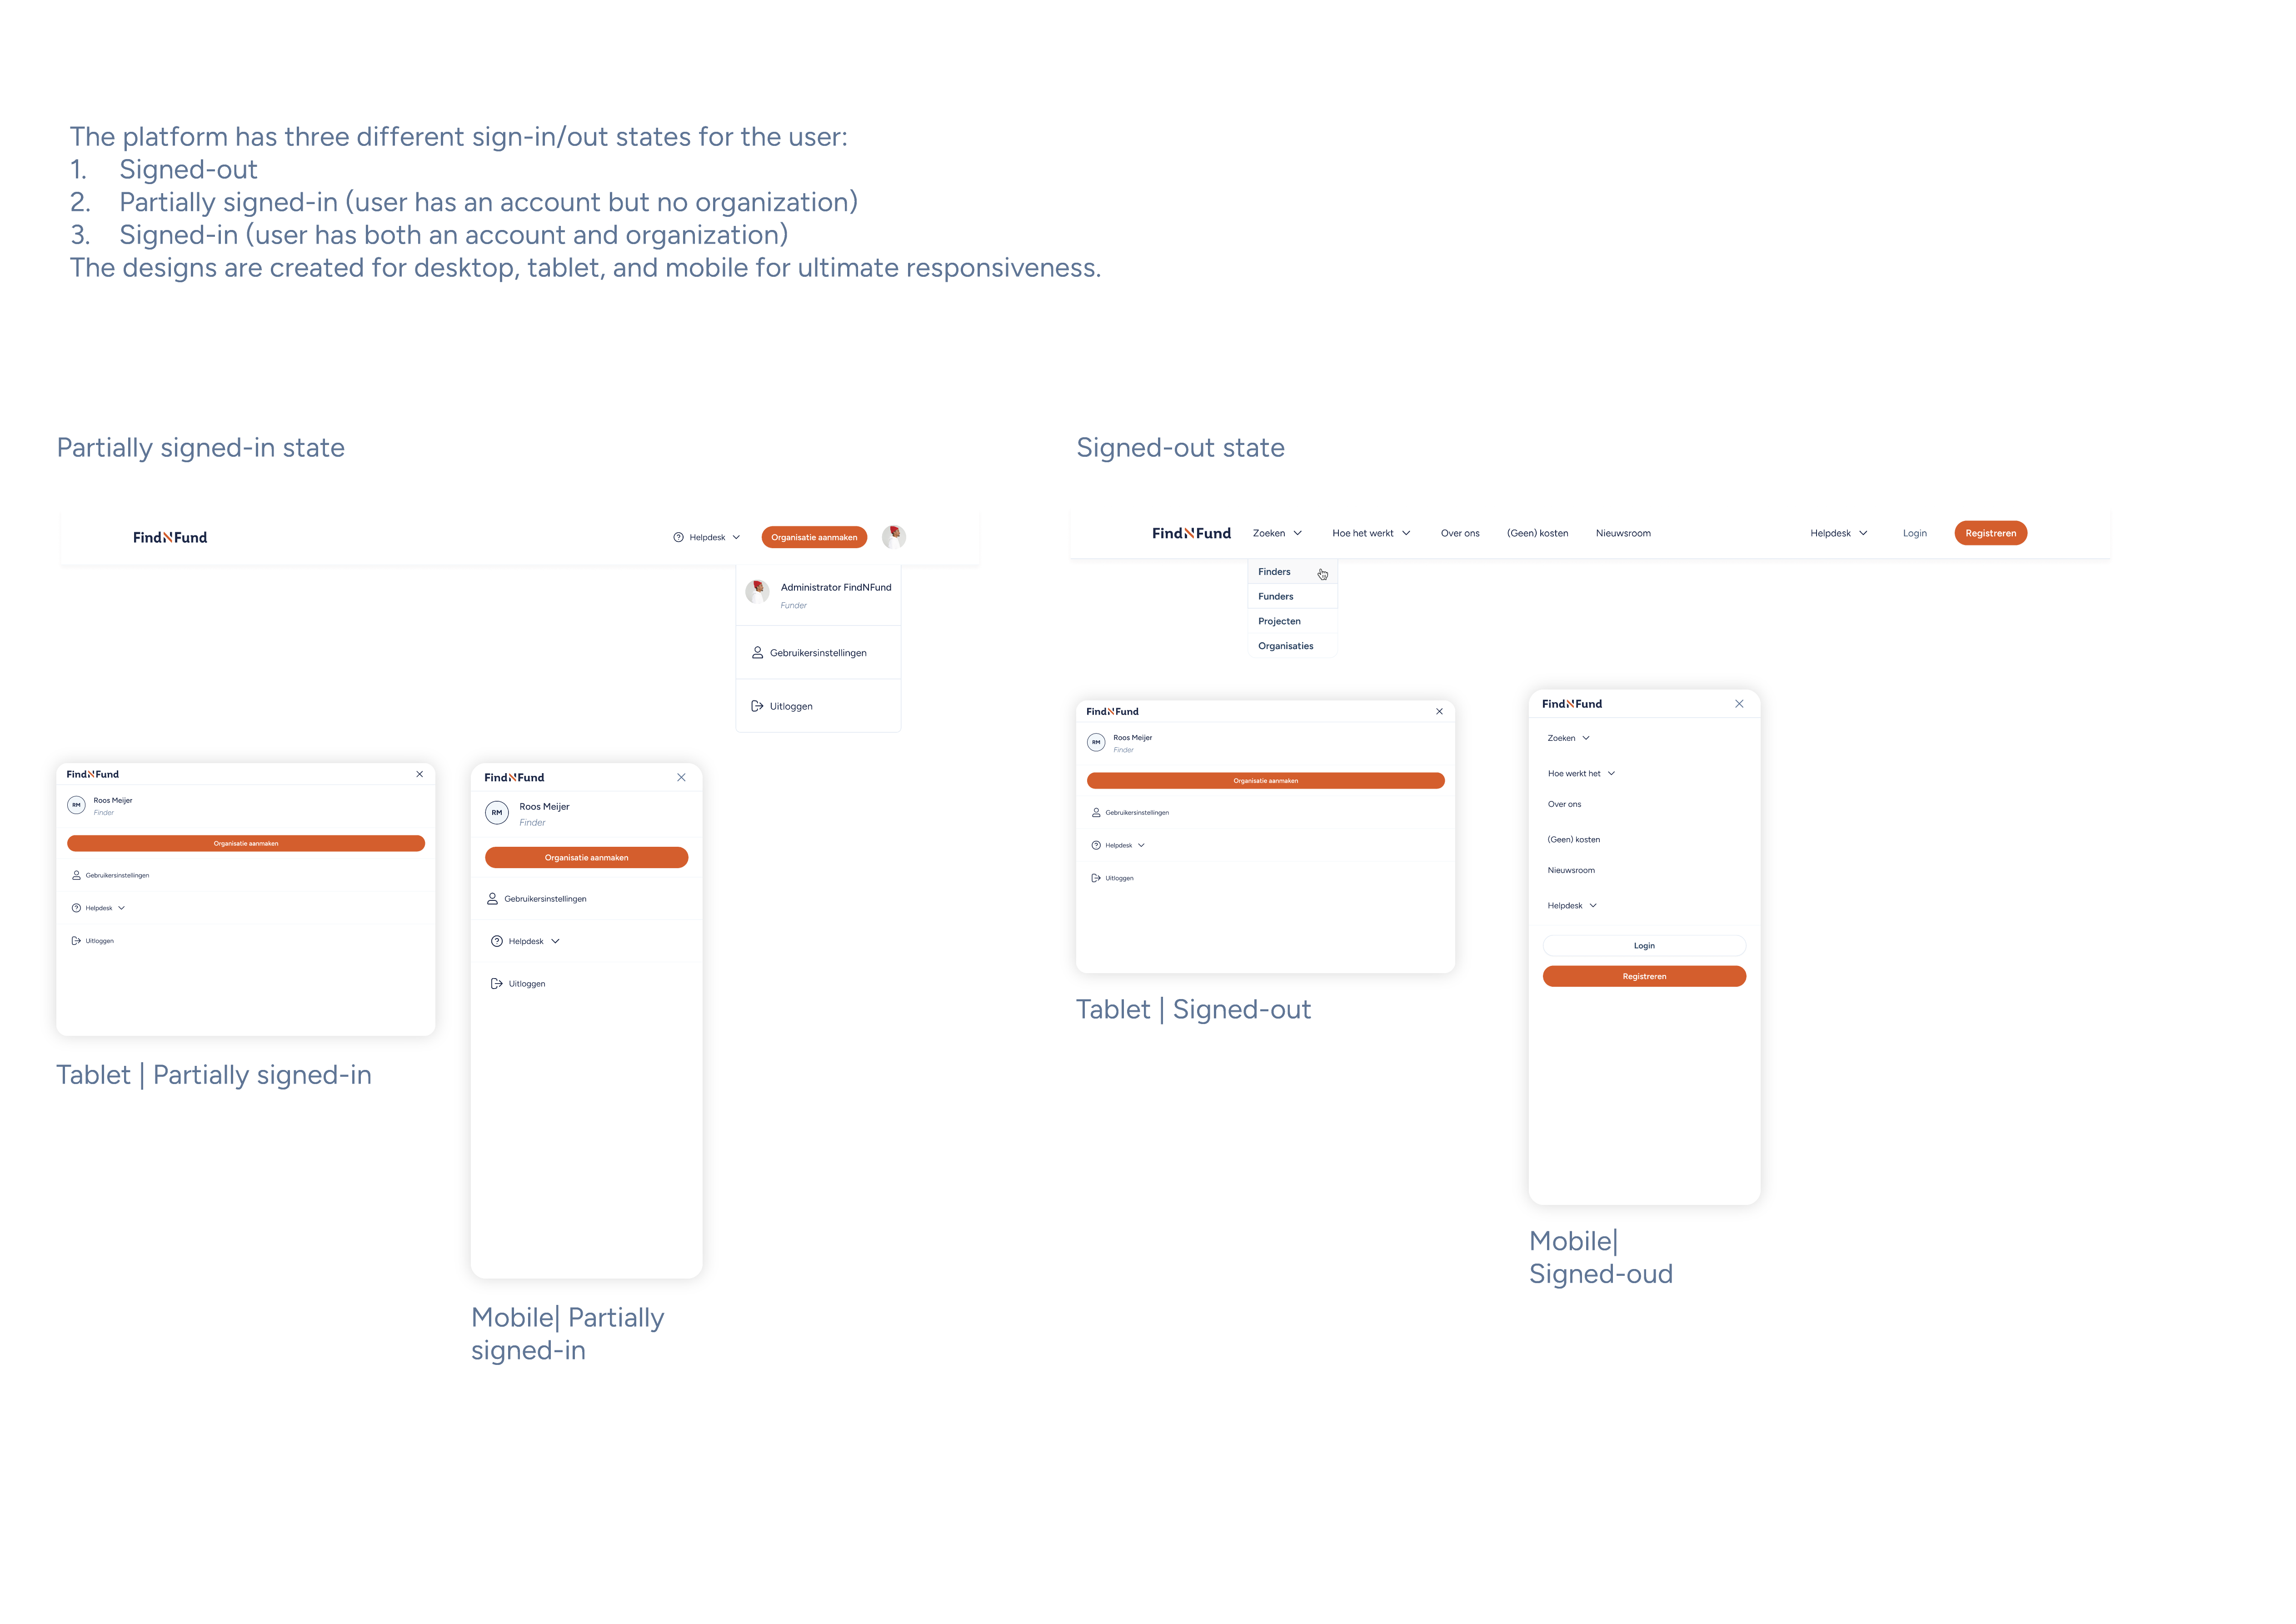 The platform has three different sign-in/out states for the user:
1. Signed-out
2. Partially signed-in (user has an account but no organization)
3. Signed-in (user has both an account and organization)
The designs are created for desktop, tablet, and mobile for ultimate responsiveness.
Partially signed-in state
FindNFund
Helpdesk
Organisatie aanmaken
Administrator FindNFund
Funder
Gebruikersinstellingen
Uitloggen
FindNFund
RM
Roos Meijer
Finder
Organisatie aanmaken
Gebruikersinstellingen
Helpdesk
Uitloggen
Tablet | Partially signed-in
FindNFund
RM
Roos Meijer
Finder
Organisatie aanmaken
Gebruikersinstellingen
Helpdesk
Uitloggen
Mobile| Partially
signed-in
Signed-out state
FindNFund Zoeken Hoe het werkt Over ons (Geen) kosten Nieuwsroom Helpdesk Login Registreren
Finders
Funders
Projecten
Organisaties
FindNFund
RM
Roos Meijer
Finder
Organisatie aanmaken
Gebruikersinstellingen
Helpdesk
Uitloggen
Tablet | Signed-out
FindNFund
Zoeken
Hoe werkt het
Over ons
(Geen) kosten
Nieuwsroom
Helpdesk
Login
Registreren
Mobile|
Signed-oud